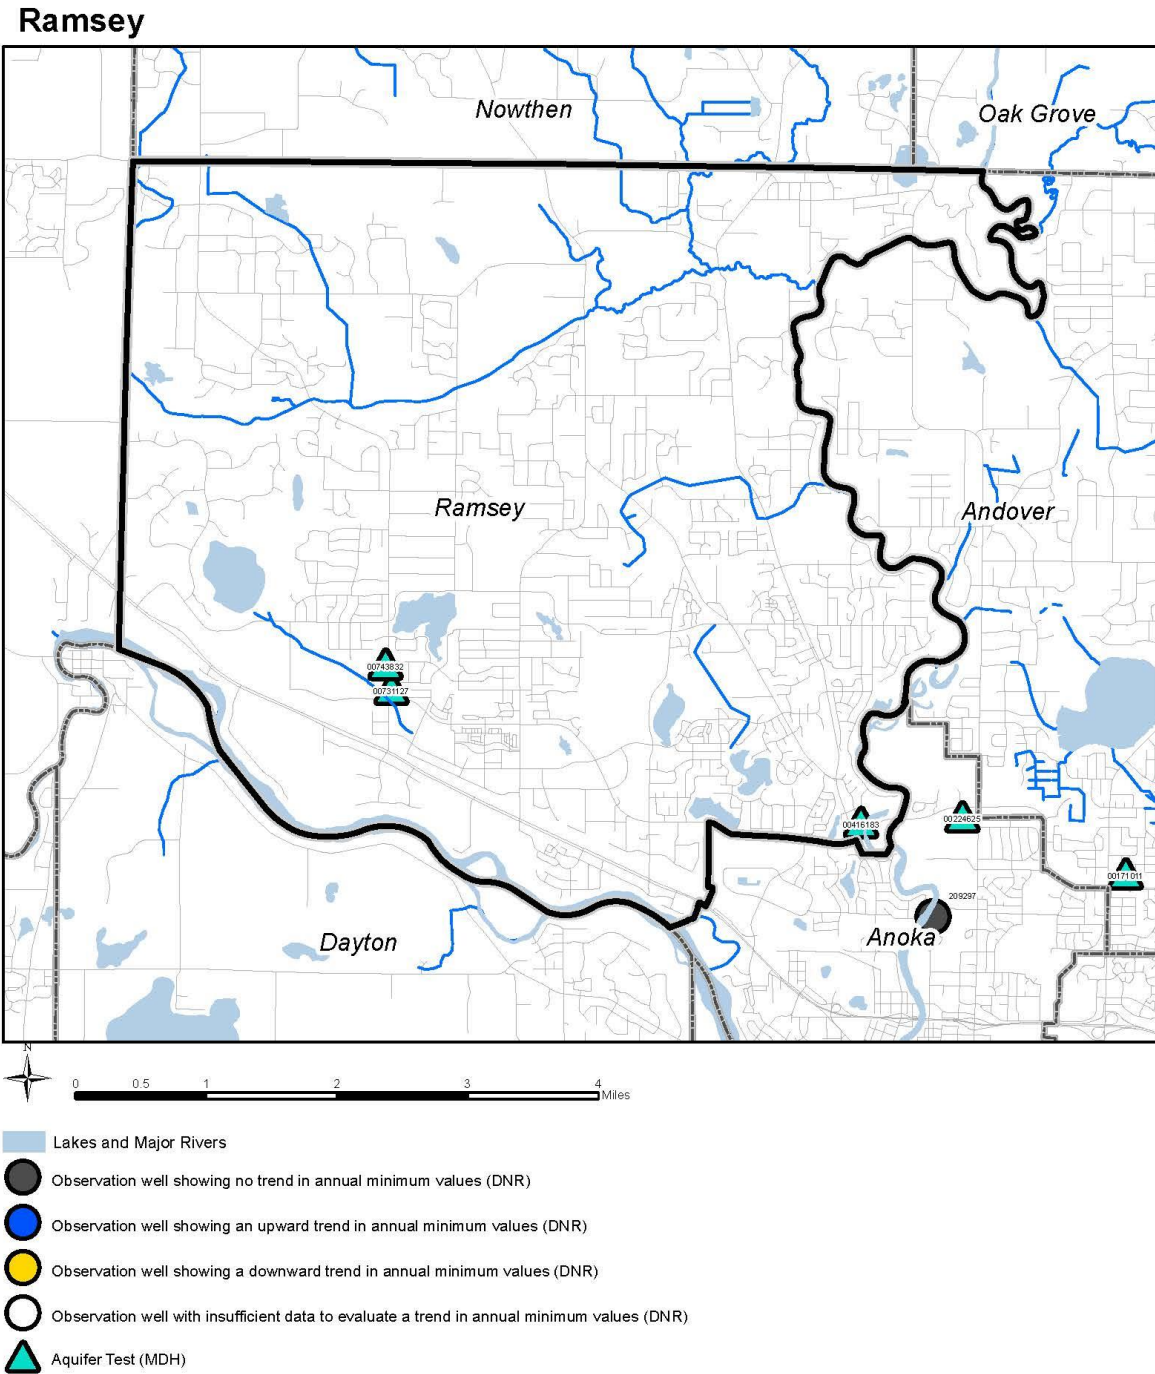 Ramsey
Nowthen
Oak Grove
Ramsey
Andover
00743832
00731127
00416183
00224625
00171011
209297
Anoka
Dayton
N
0 0.5 1 2 3 4
Miles
Lakes and Major Rivers
Observation well showing no trend in annual minimum values (DNR)
Observation well showing an upward trend in annual minimum values (DNR)
Observation well showing a downward trend in annual minimum values (DNR)
Observation well with insufficient data to evaluate a trend in annual minimum values (DNR)
Aquifer Test (MDH)